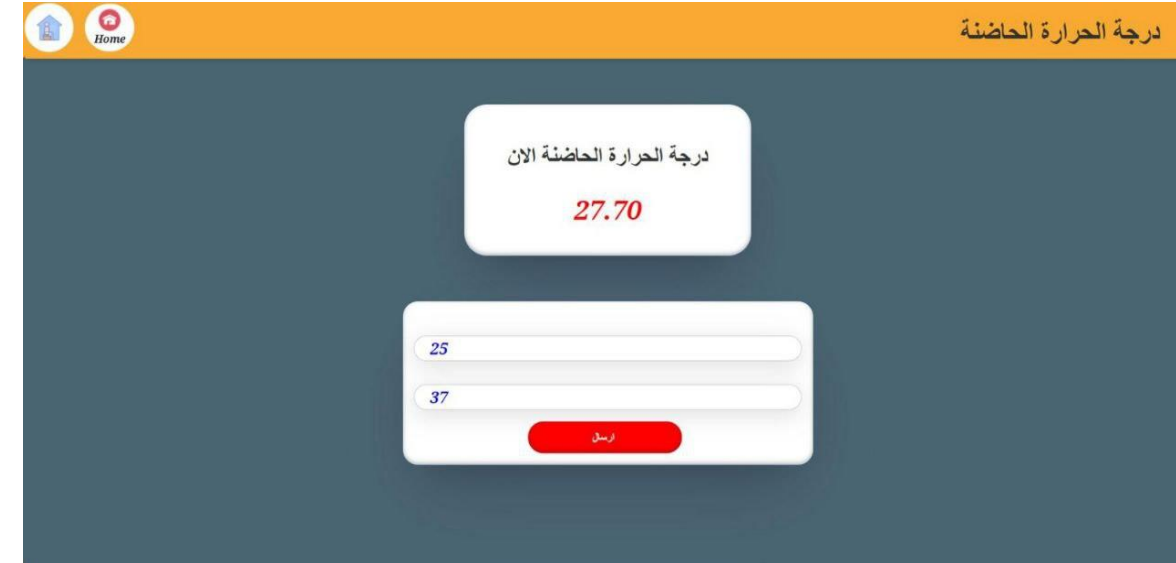 درجة الحرارة الحاضنة
Home
درجة الحرارة الحاضنة الان
27.70
25
37
ارسال